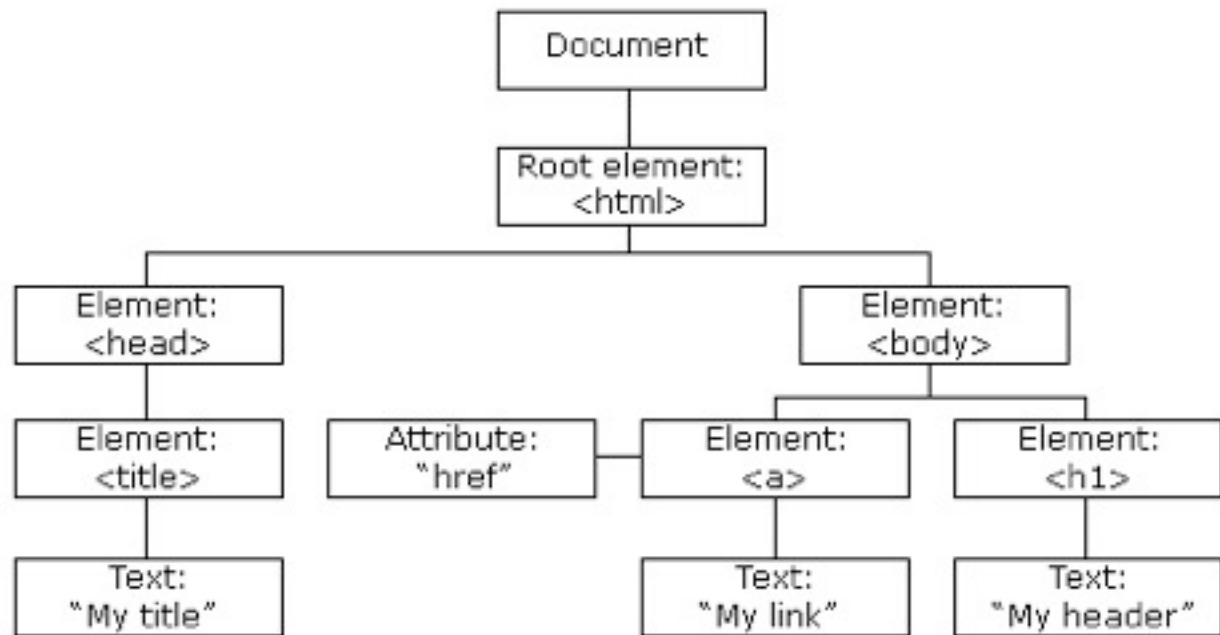 Document
Root element:
<html>
Element:
<head>
Element:
<body>
Element:
<title>
Attribute:
“href”
Element:
<a>
Element:
<h1>
Text:
“My title”
Text:
“My link”
Text:
“My header”